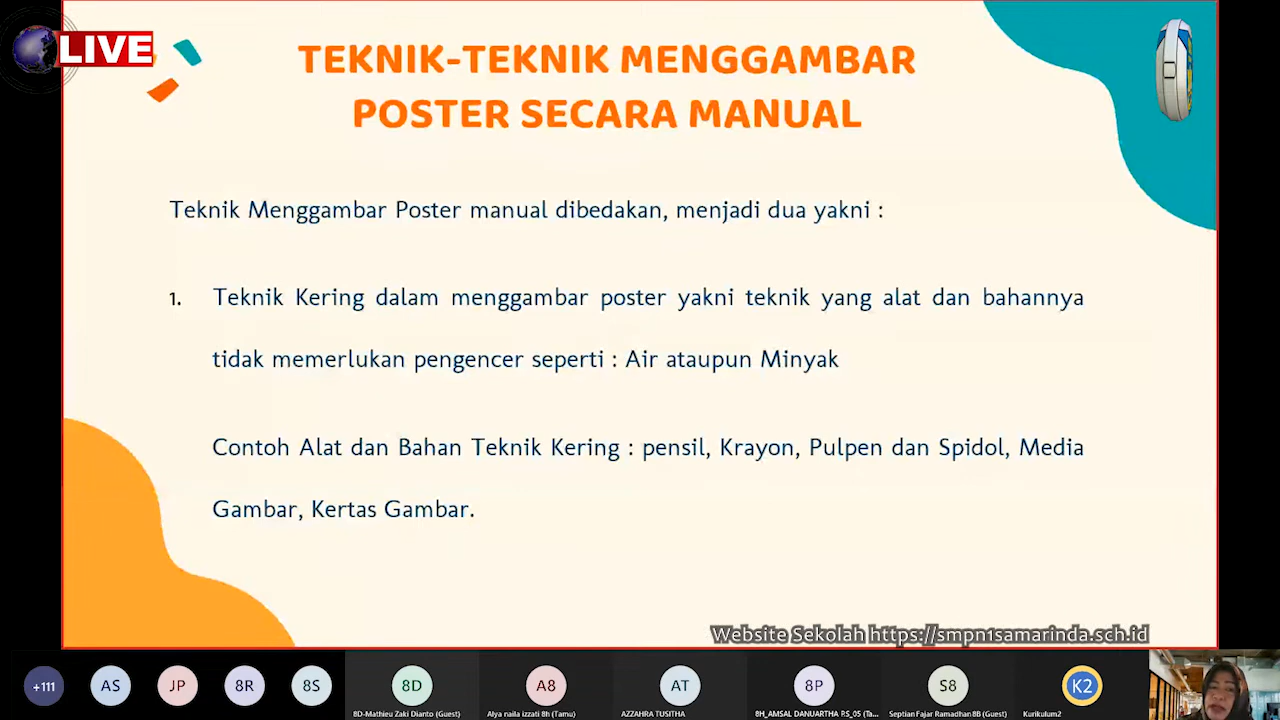 LIVE
TEKNIK-TEKNIK MENGGAMBAR
POSTER SECARA MANUAL
Teknik Menggambar Poster manual dibedakan, menjadi dua yakni :
1. Teknik Kering dalam menggambar poster yakni teknik yang alat dan bahannya
tidak memerlukan pengencer seperti : Air ataupun Minyak
Contoh Alat dan Bahan Teknik Kering : pensil, Krayon, Pulpen dan Spidol, Media
Gambar, Kertas Gambar.
Website Sekolah https://smpn1samarinda.sch.id
+111 AS JP 8R 8S 8D A8 AT 8P S8 K2
8D-Mathieu Zaki Dianto (Guest) Alya naila izzati 8h (Tamu) AZZAHRA TUSITHA 8H_AMSAL DANUARTHA P.S_05 (Ta... Septian Fajar Ramadhan 8B (Guest) Kurikulum2